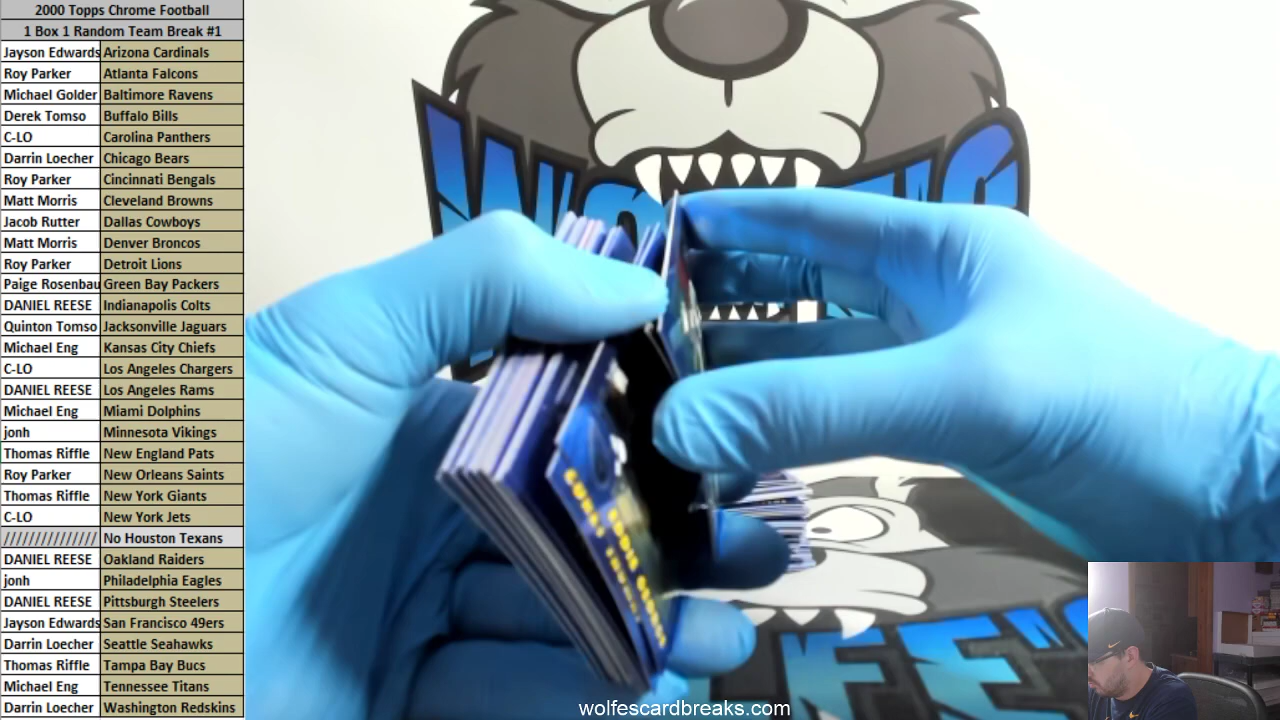 2000 Topps Chrome Football
1 Box 1 Random Team Break #1
Jayson Edwards Arizona Cardinals
Roy Parker Atlanta Falcons
Michael Golder Baltimore Ravens
Derek Tomso Buffalo Bills
C-LO Carolina Panthers
Darrin Loecher Chicago Bears
Roy Parker Cincinnati Bengals
Matt Morris Cleveland Browns
Jacob Rutter Dallas Cowboys
Matt Morris Denver Broncos
Roy Parker Detroit Lions
Paige Rosenbau Green Bay Packers
DANIEL REESE Indianapolis Colts
Quinton Tomso Jacksonville Jaguars
Michael Eng Kansas City Chiefs
C-LO Los Angeles Chargers
DANIEL REESE Los Angeles Rams
Michael Eng Miami Dolphins
jonh Minnesota Vikings
Thomas Riffle New England Pats
Roy Parker New Orleans Saints
Thomas Riffle New York Giants
C-LO New York Jets
/////////////// No Houston Texans
DANIEL REESE Oakland Raiders
jonh Philadelphia Eagles
DANIEL REESE Pittsburgh Steelers
Jayson Edwards San Francisco 49ers
Darrin Loecher Seattle Seahawks
Thomas Riffle Tampa Bay Bucs
Michael Eng Tennessee Titans
Darrin Loecher Washington Redskins
wolfescardbreaks.com